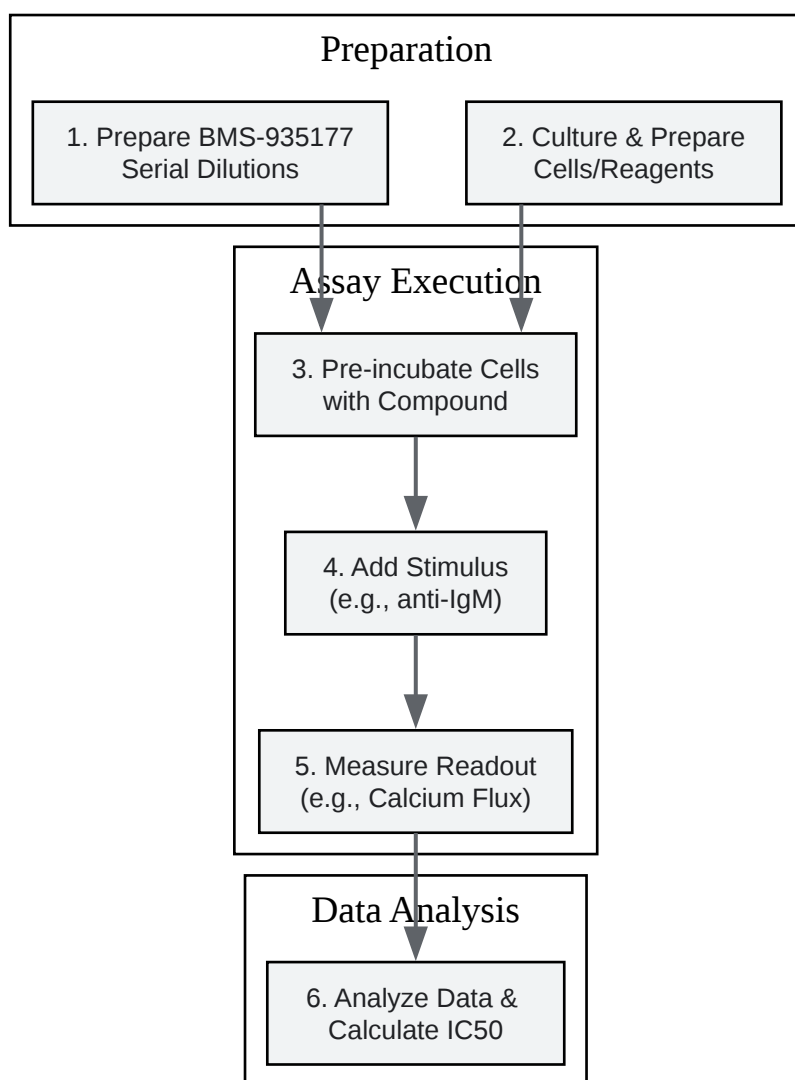 Preparation
1. Prepare BMS-935177
Serial Dilutions
2. Culture & Prepare
Cells/Reagents
Assay Execution
3. Pre-incubate Cells
with Compound
4. Add Stimulus
(e.g., anti-IgM)
5. Measure Readout
(e.g., Calcium Flux)
Data Analysis
6. Analyze Data &
Calculate IC50